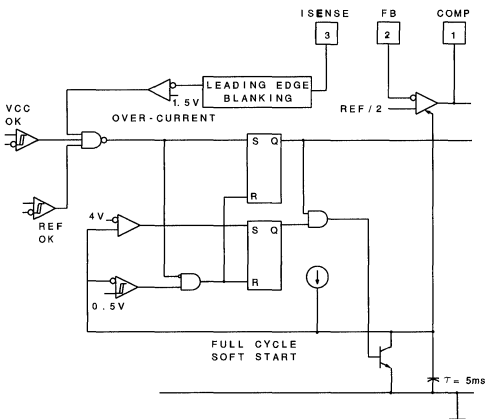 ISENSE FB COMP
3 2 1
LEADING EDGE
BLANKING
1.5V
REF/2
VCC
OK
OVER-CURRENT
S Q
R
REF
OK
4V
S Q
R
0.5V
FULL CYCLE
SOFT START
τ = 5ms